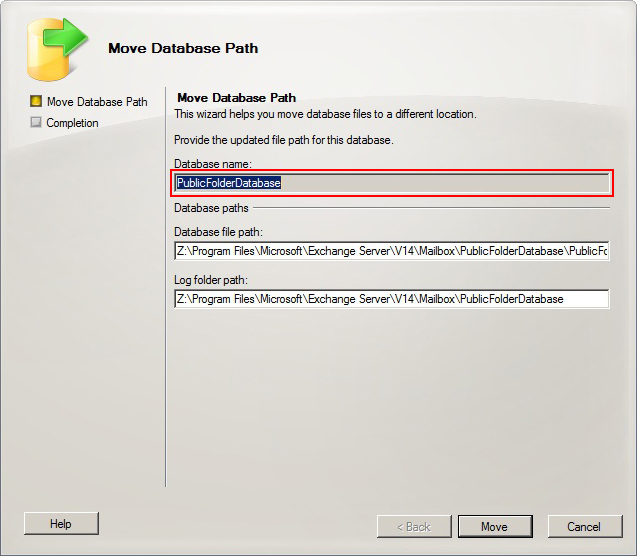 Move Database Path
Move Database Path
Completion
Move Database Path
This wizard helps you move database files to a different location.
Provide the updated file path for this database.
Database name:
PublicFolderDatabase
Database paths
Database file path:
Z:\Program Files\Microsoft\Exchange Server\V14\Mailbox\PublicFolderDatabase\PublicFo
Log folder path:
Z:\Program Files\Microsoft\Exchange Server\V14\Mailbox\PublicFolderDatabase
Help
< Back
Move
Cancel